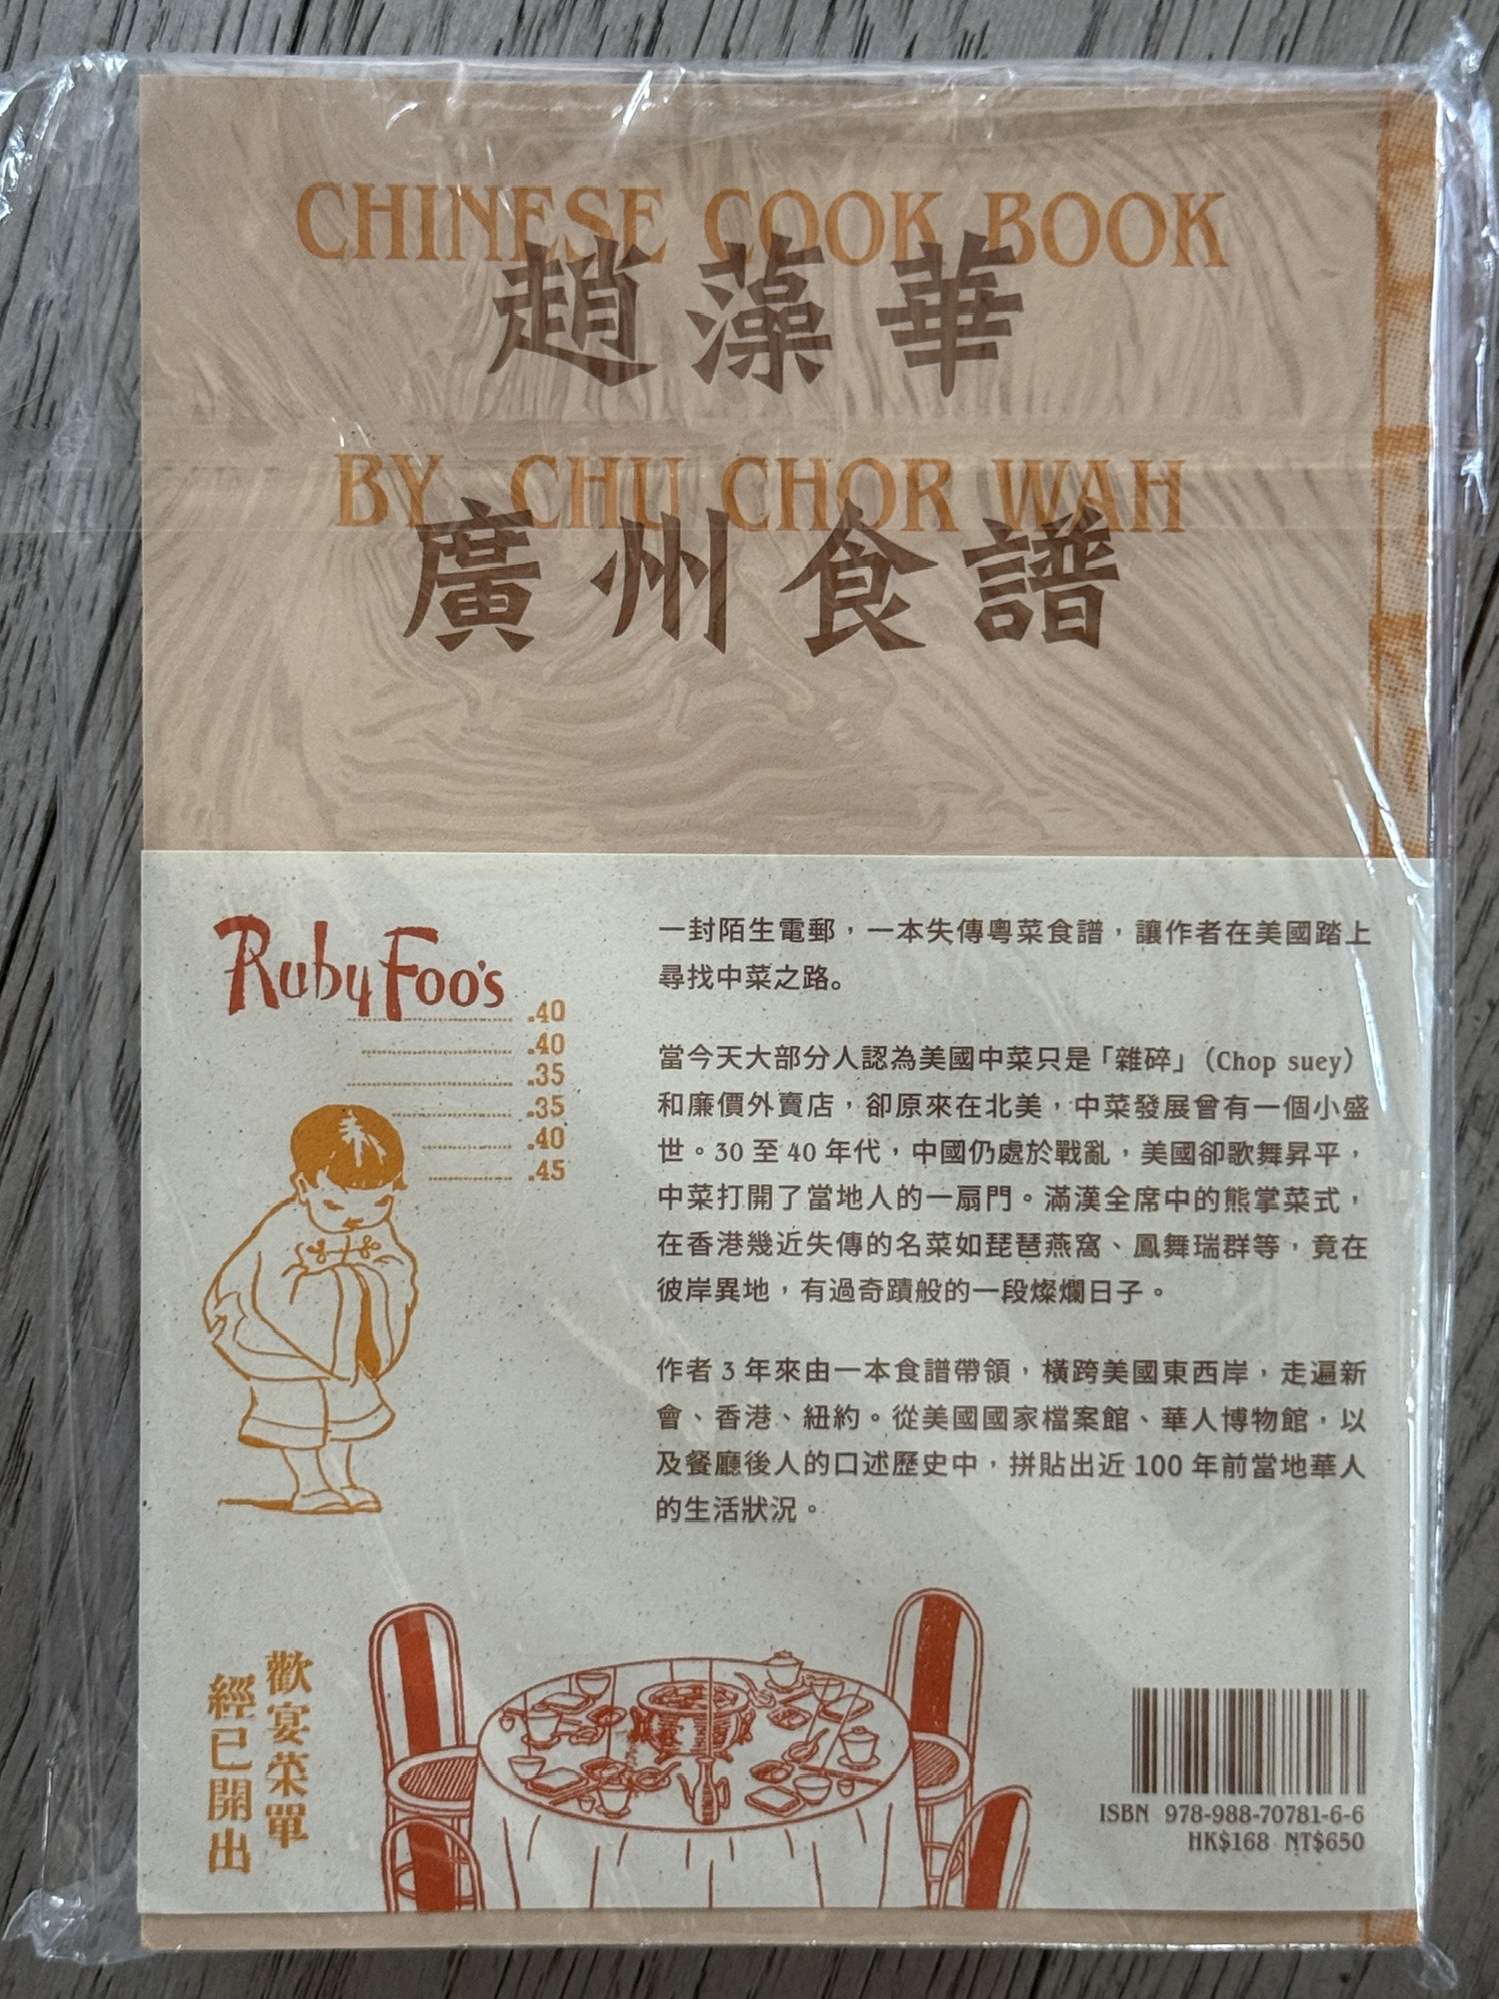 CHINESE COOK BOOK
趙藻華
BY CHU CHOR WAH
廣州食譜
Ruby Foo's
.40
.40
.35
.35
.40
.45
一封陌生電郵，一本失傳粵菜食譜，讓作者在美國踏上
尋找中菜之路。
當今天大部分人認為美國中菜只是「雜碎」（Chop suey）
和廉價外賣店，卻原來在北美，中菜發展曾有一個小盛
世。30 至 40 年代，中國仍處於戰亂，美國卻歌舞昇平，
中菜打開了當地人的一扇門。滿漢全席中的熊掌菜式，
在香港幾近失傳的名菜如琵琶燕窩、鳳舞瑞群等，竟在
彼岸異地，有過奇蹟般的一段燦爛日子。
作者 3 年來由一本食譜帶領，橫跨美國東西岸，走遍新
會、香港、紐約。從美國國家檔案館、華人博物館，以
及餐廳後人的口述歷史中，拼貼出近 100 年前當地華人
的生活狀況。
歡宴菜單
經已開出
ISBN 978-988-70781-6-6
HK$168 NT$650